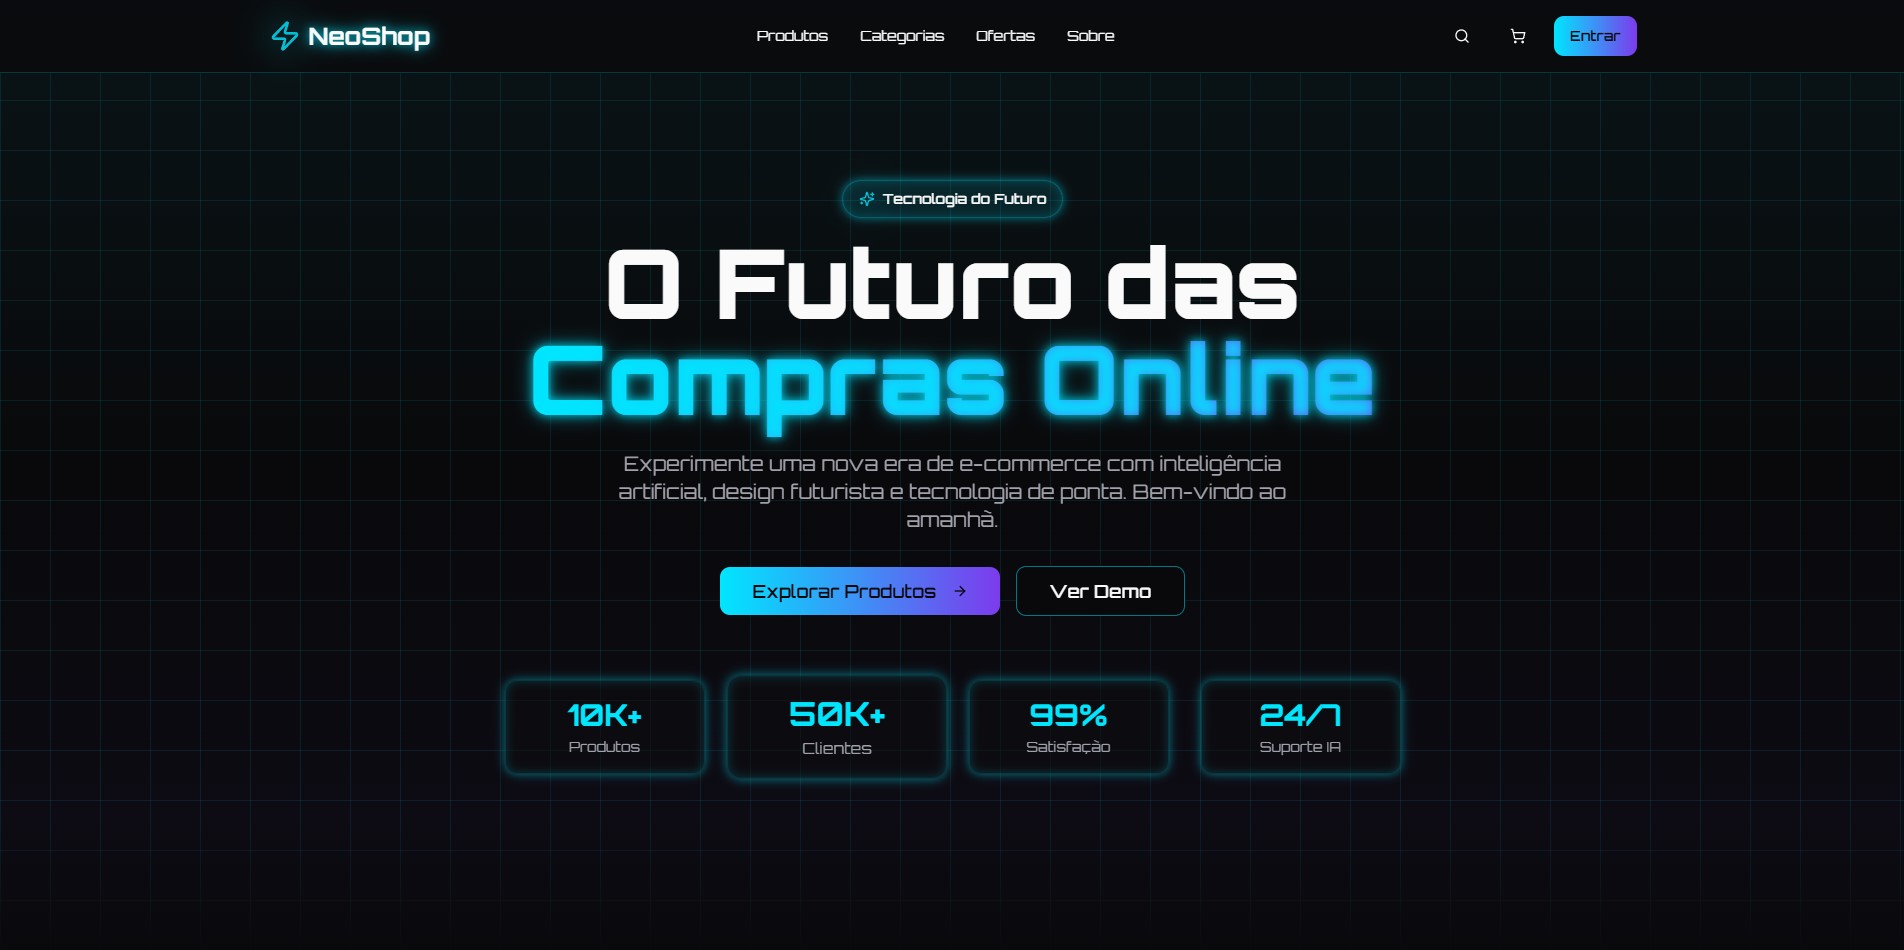 NeoShop
Produtos
Categorias
Ofertas
Sobre
Entrar
Tecnologia do Futuro
O Futuro das
Compras Online
Experimente uma nova era de e-commerce com inteligência
artificial, design futurista e tecnologia de ponta. Bem-vindo ao
amanhã.
Explorar Produtos
Ver Demo
10K+
Produtos
50K+
Clientes
99%
Satisfação
24/7
Suporte IA